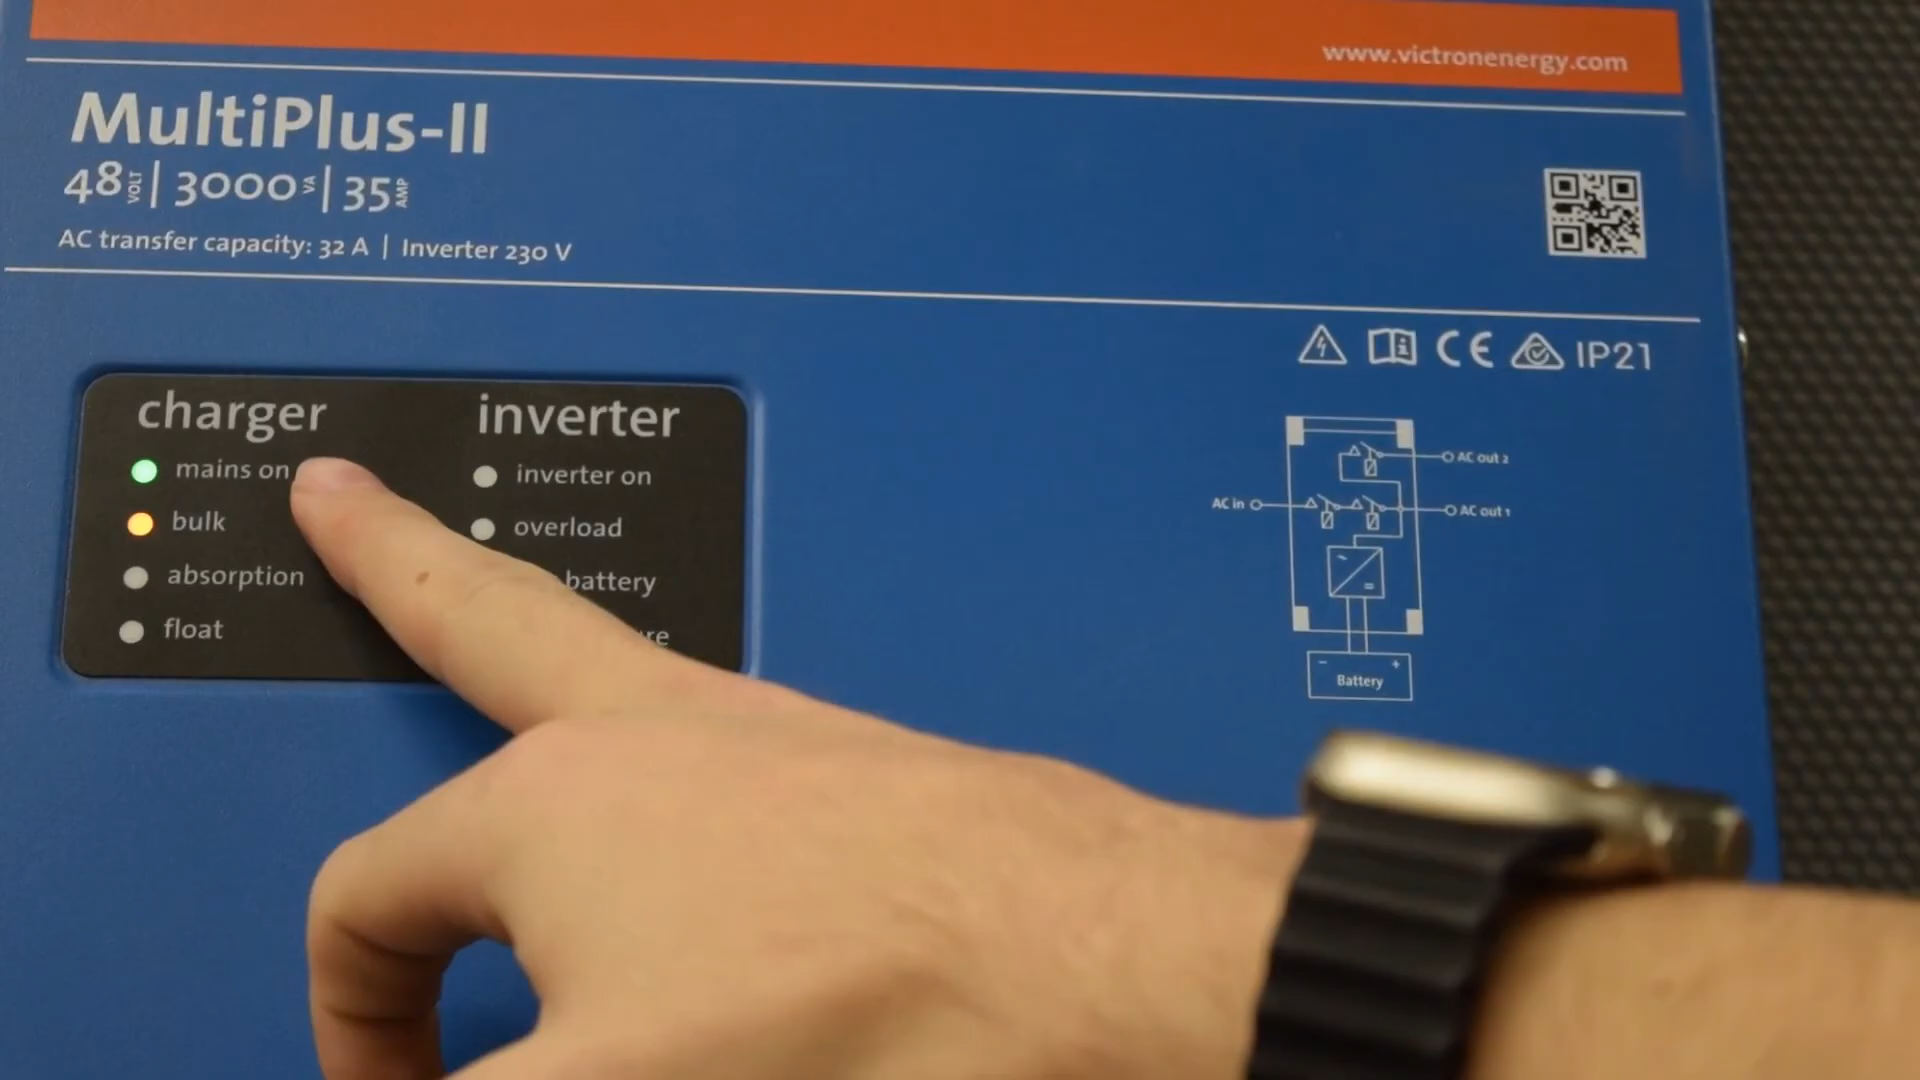 www.victronenergy.com
MultiPlus-II
48 VOLT | 3000 VA | 35 AMP
AC transfer capacity: 32 A | Inverter 230 V
CE IP21
charger
mains on
bulk
absorption
float
inverter
inverter on
overload
battery
re
AC out 2
AC in
AC out 1
- +
Battery